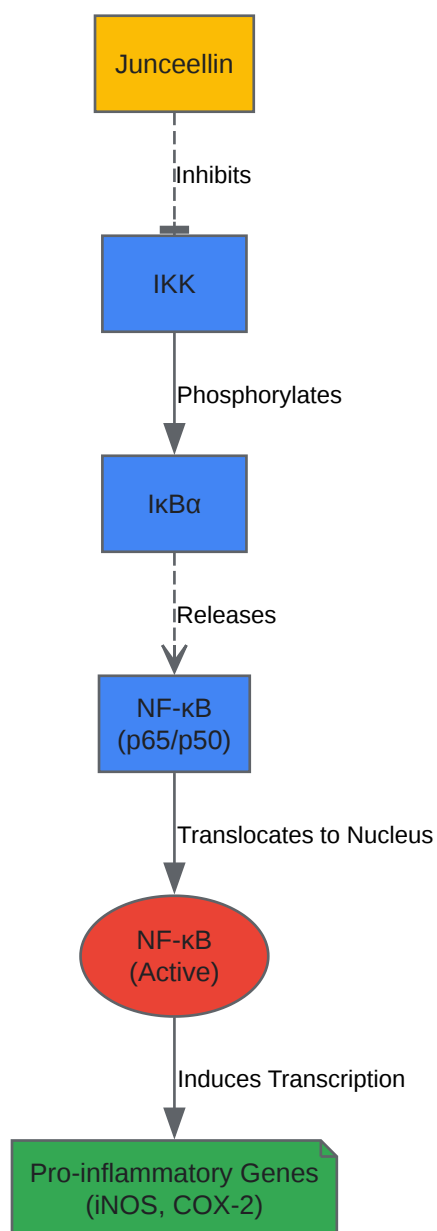 Junceellin
Inhibits
IKK
Phosphorylates
IκBα
Releases
NF-κB
(p65/p50)
Translocates to Nucleus
NF-κB
(Active)
Induces Transcription
Pro-inflammatory Genes
(iNOS, COX-2)